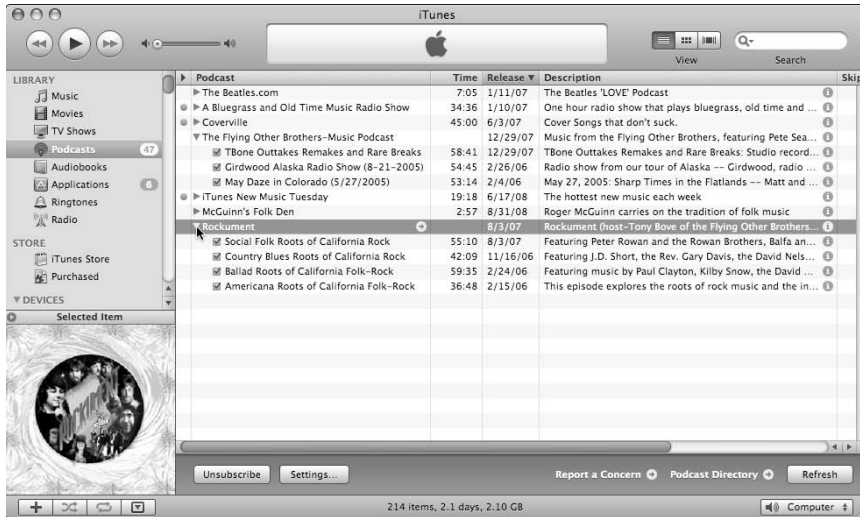 iTunes
View
Search
LIBRARY
Music
Movies
TV Shows
Podcasts 47
Audiobooks
Applications 6
Ringtones
Radio
STORE
iTunes Store
Purchased
DEVICES
Selected Item
Podcast Time Release Description Skip
The Beatles.com 7:05 1/11/07 The Beatles 'LOVE' Podcast
A Bluegrass and Old Time Music Radio Show 34:36 1/10/07 One hour radio show that plays bluegrass, old time and ...
Coverville 45:00 6/3/07 Cover Songs that don't suck.
The Flying Other Brothers-Music Podcast 12/29/07 Music from the Flying Other Brothers, featuring Pete Sea...
TBone Outtakes Remakes and Rare Breaks 58:41 12/29/07 TBone Outtakes Remakes and Rare Breaks: Studio record...
Girdwood Alaska Radio Show (8-21-2005) 54:45 2/26/06 Radio show from our tour of Alaska -- Girdwood, radio ...
May Daze in Colorado (5/27/2005) 53:14 2/4/06 May 27, 2005: Sharp Times in the Flatlands -- Matt and ...
iTunes New Music Tuesday 19:18 6/17/08 The hottest new music each week
McGuinn's Folk Den 2:57 8/31/08 Roger McGuinn carries on the tradition of folk music
Rockument 8/3/07 Rockument (host-Tony Bove of the Flying Other Brothers...
Social Folk Roots of California Rock 55:10 8/3/07 Featuring Peter Rowan and the Rowan Brothers, Balfa an...
Country Blues Roots of California Rock 42:09 11/16/06 Featuring J.D. Short, the Rev. Gary Davis, the David Nels...
Ballad Roots of California Folk-Rock 59:35 2/24/06 Featuring music by Paul Clayton, Kilby Snow, the David ...
Americana Roots of California Folk-Rock 36:48 2/15/06 This episode explores the roots of rock music and the in...
Unsubscribe Settings... Report a Concern Podcast Directory Refresh
214 items, 2.1 days, 2.10 GB
Computer